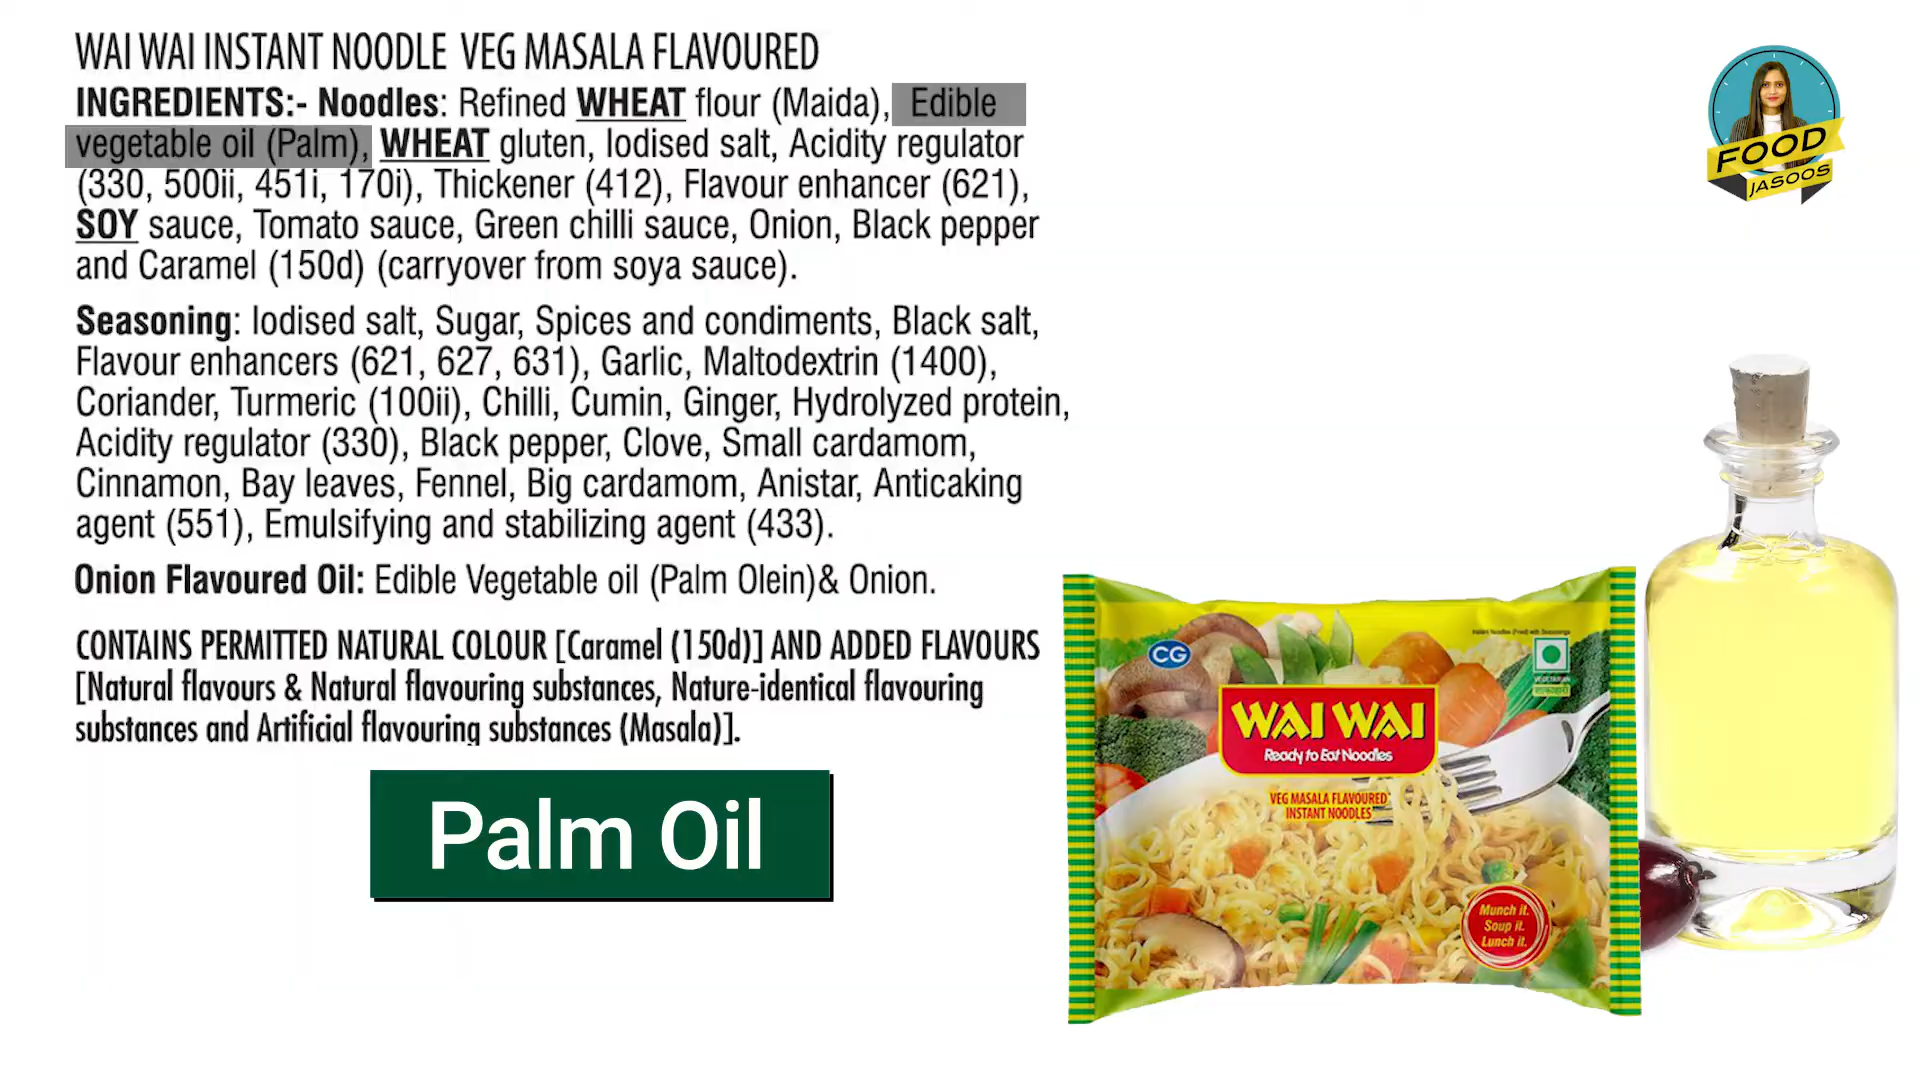 WAI WAI INSTANT NOODLE VEG MASALA FLAVOURED
INGREDIENTS:- Noodles: Refined WHEAT flour (Maida), Edible
vegetable oil (Palm), WHEAT gluten, Iodised salt, Acidity regulator
(330, 500ii, 451i, 170i), Thickener (412), Flavour enhancer (621),
SOY sauce, Tomato sauce, Green chilli sauce, Onion, Black pepper
and Caramel (150d) (carryover from soya sauce).
Seasoning: Iodised salt, Sugar, Spices and condiments, Black salt,
Flavour enhancers (621, 627, 631), Garlic, Maltodextrin (1400),
Coriander, Turmeric (100ii), Chilli, Cumin, Ginger, Hydrolyzed protein,
Acidity regulator (330), Black pepper, Clove, Small cardamom,
Cinnamon, Bay leaves, Fennel, Big cardamom, Anistar, Anticaking
agent (551), Emulsifying and stabilizing agent (433).
Onion Flavoured Oil: Edible Vegetable oil (Palm Olein)& Onion.
CONTAINS PERMITTED NATURAL COLOUR [Caramel (150d)] AND ADDED FLAVOURS
[Natural flavours & Natural flavouring substances, Nature-identical flavouring
substances and Artificial flavouring substances (Masala)].
Palm Oil
FOOD
JASOOS
CG
VEGETARIAN
WAI WAI
Ready to Eat Noodles
VEG MASALA FLAVOURED
INSTANT NOODLES
Munch it.
Soup it.
Lunch it.